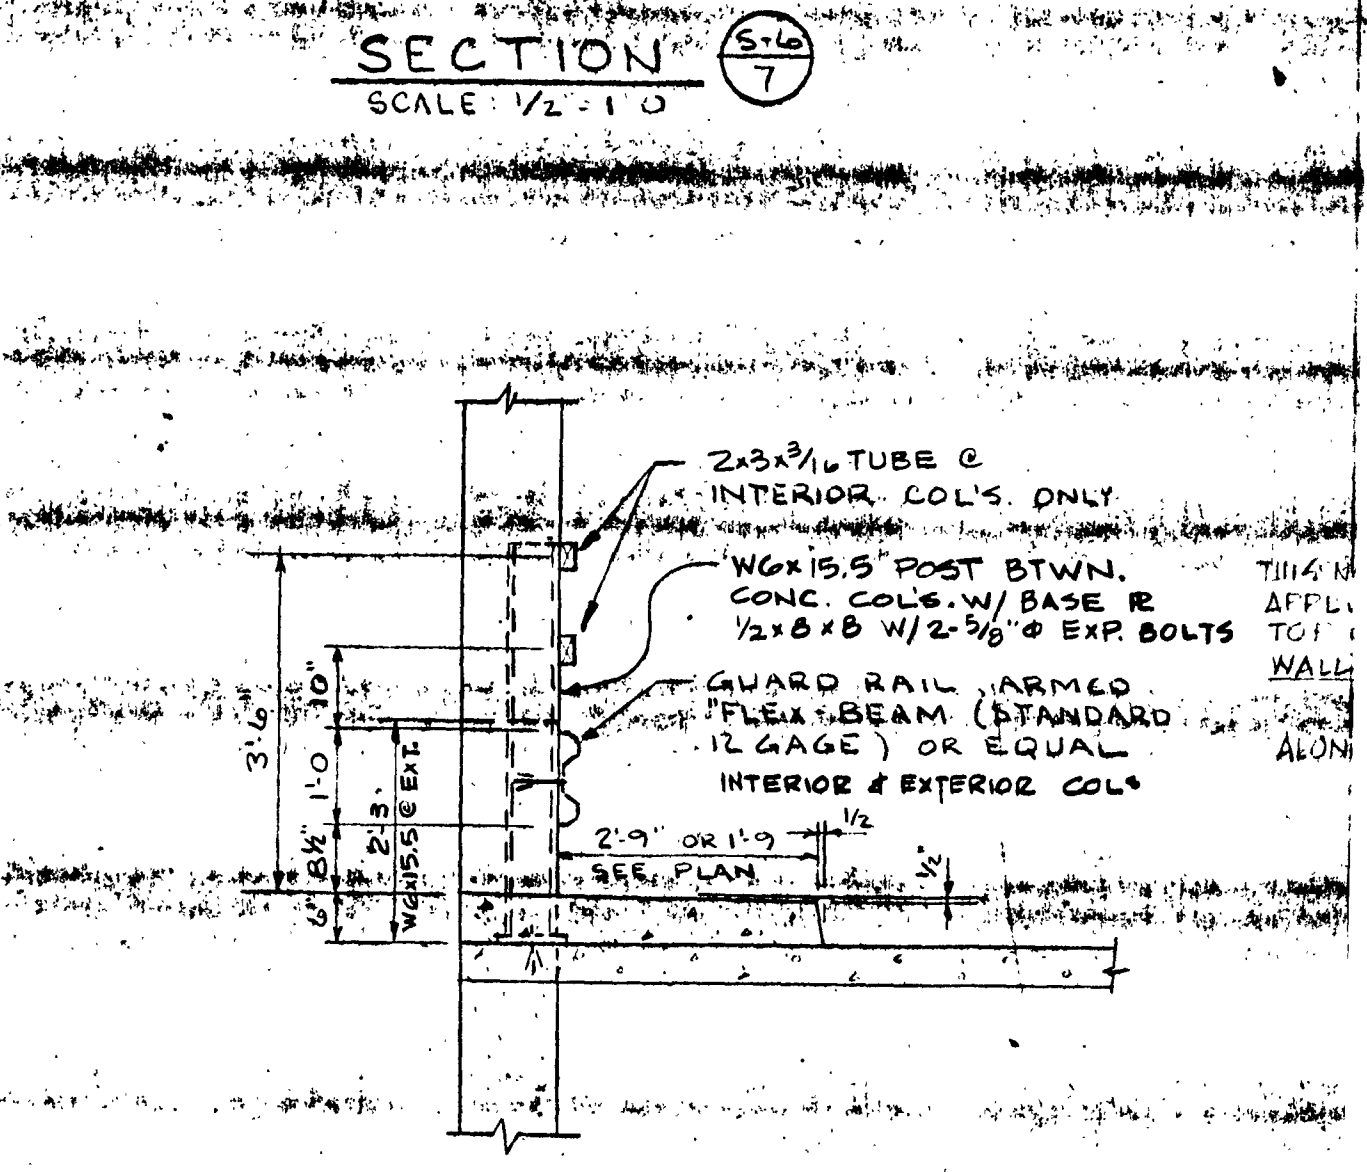 SECTION
S-6
7
SCALE: 1/2" = 1'0
2x3x3/16 TUBE @
INTERIOR COL'S. ONLY
W6x15.5 POST BTWN.
CONC. COL'S. W/ BASE PL
1/2x8x8 W/ 2-5/8"Φ EXP. BOLTS
GUARD RAIL, ARMCO
"FLEX-BEAM (STANDARD
12 GAGE) OR EQUAL
INTERIOR & EXTERIOR COLS
WALL
3'-6
10"
1'-0
8½"
6"
2'-3
W6x15.5 @ EXT.
2'-9" OR 1'-9
SEE PLAN
1/2
1/2"